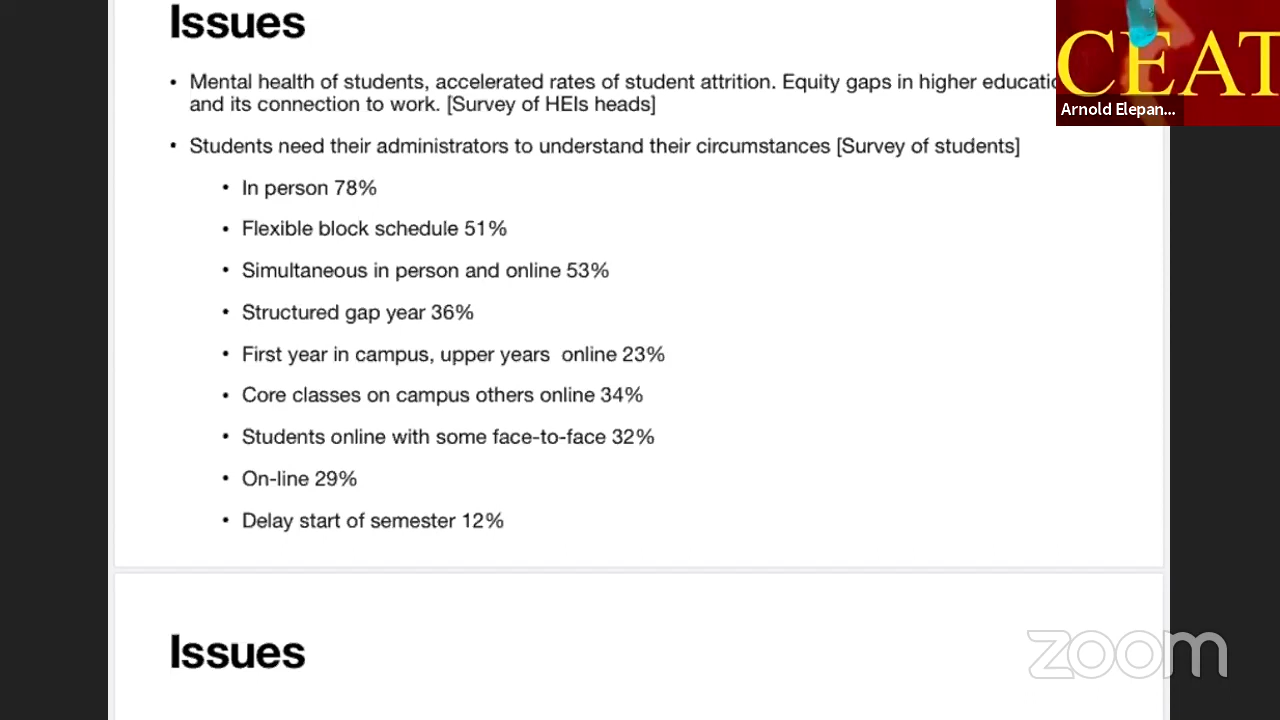 Issues
• Mental health of students, accelerated rates of student attrition. Equity gaps in higher educatio
and its connection to work. [Survey of HEIs heads]
• Students need their administrators to understand their circumstances [Survey of students]
• In person 78%
• Flexible block schedule 51%
• Simultaneous in person and online 53%
• Structured gap year 36%
• First year in campus, upper years online 23%
• Core classes on campus others online 34%
• Students online with some face-to-face 32%
• On-line 29%
• Delay start of semester 12%
Issues
CEAT
Arnold Elepan...
zoom